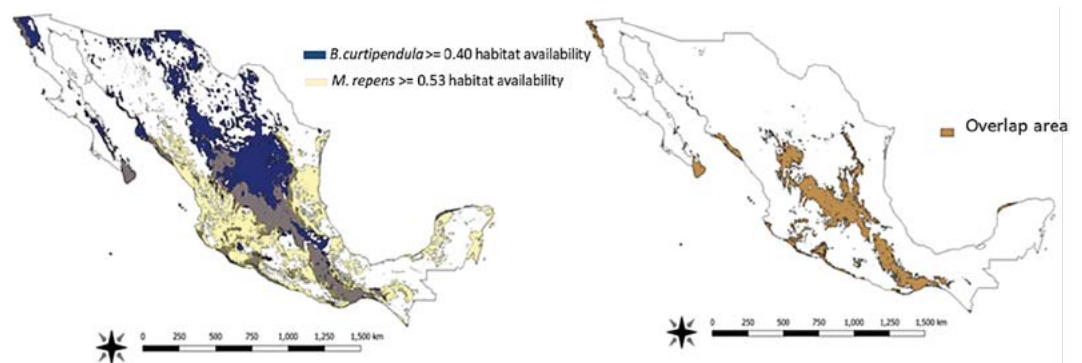 B.curtipendula >= 0.40 habitat availability
M. repens >= 0.53 habitat availability
0 250 500 750 1,000 1,250 1,500 km
Overlap area
0 250 500 750 1,000 1,250 1,500 km